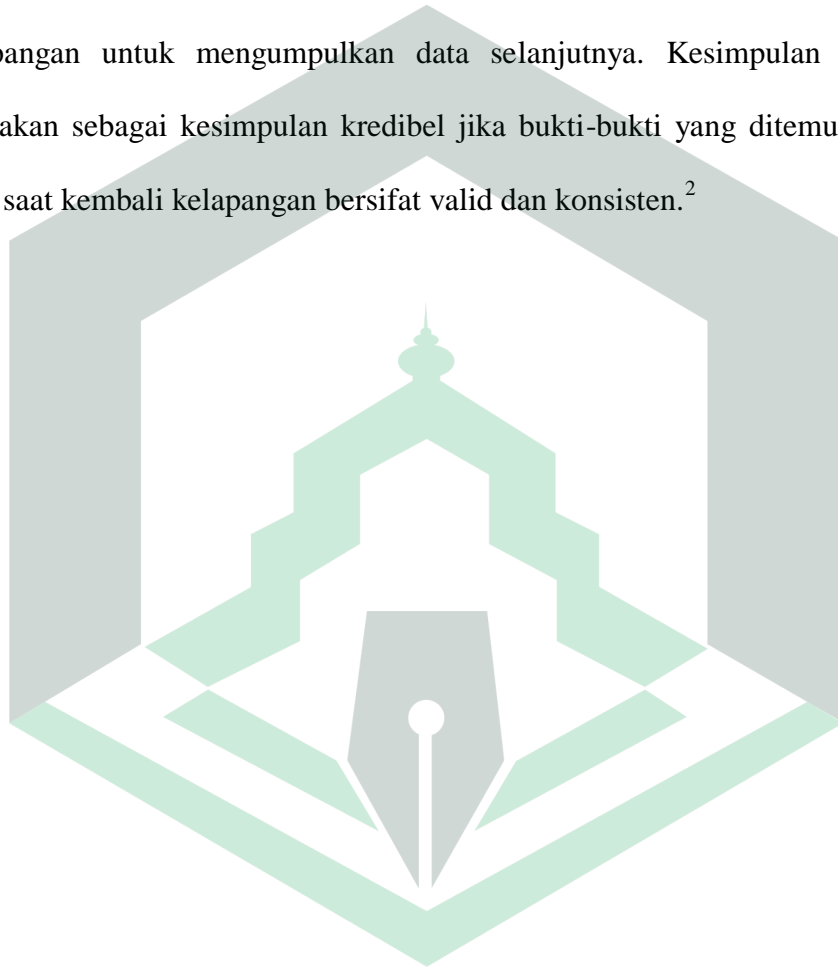 pangan untuk mengumpulkan data selanjutnya. Kesimpulan
akan sebagai kesimpulan kredibel jika bukti-bukti yang ditemu
saat kembali kelapangan bersifat valid dan konsisten.²